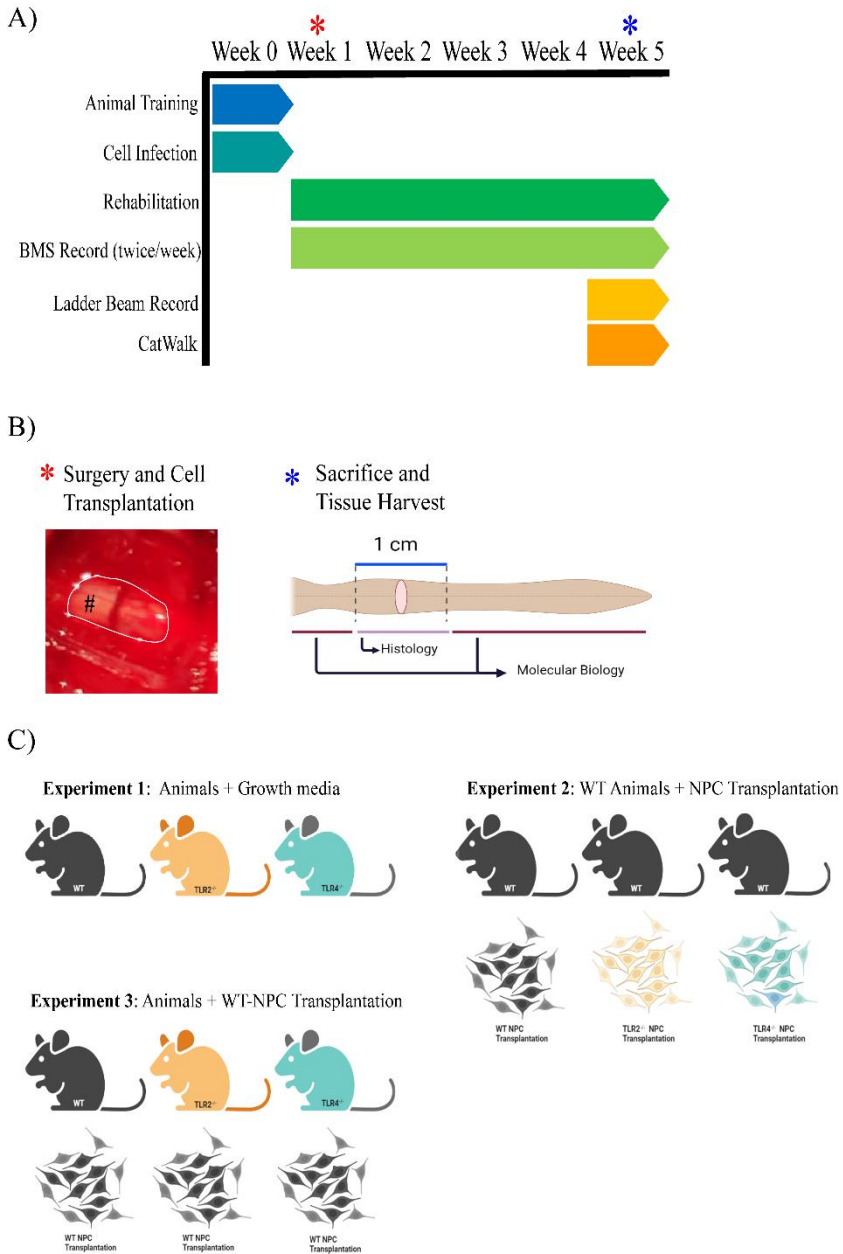 A)
* *
Week 0 Week 1 Week 2 Week 3 Week 4 Week 5
Animal Training
Cell Infection
Rehabilitation
BMS Record (twice/week)
Ladder Beam Record
CatWalk
B)
* Surgery and Cell
Transplantation
#
* Sacrifice and
Tissue Harvest
1 cm
Histology
Molecular Biology
C)
Experiment 1: Animals + Growth media
WT TLR2-/- TLR4-/-
Experiment 2: WT Animals + NPC Transplantation
WT WT WT
WT NPC
Transplantation
TLR2-/- NPC
Transplantation
TLR4-/- NPC
Transplantation
Experiment 3: Animals + WT-NPC Transplantation
WT TLR2-/- TLR4-/-
WT NPC
Transplantation
WT NPC
Transplantation
WT NPC
Transplantation